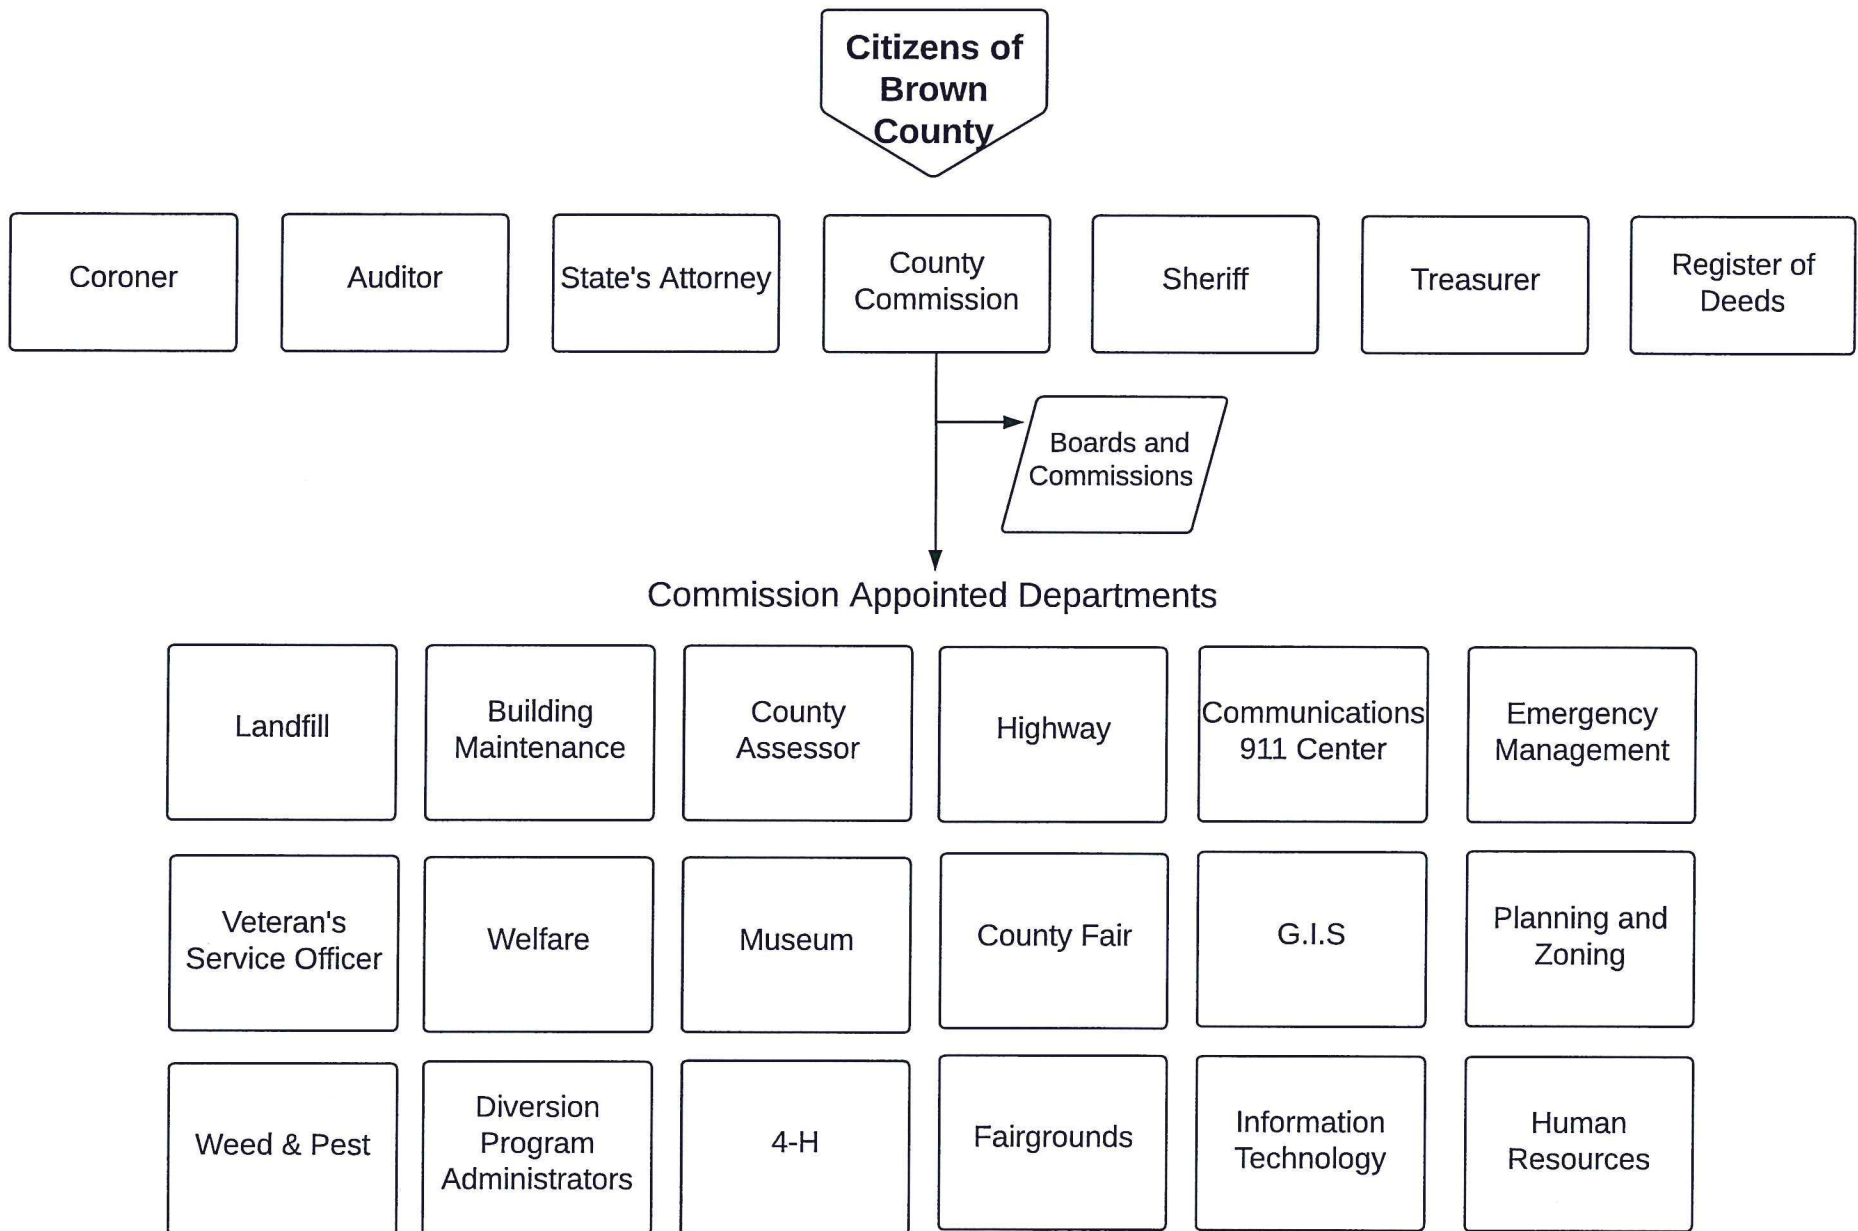 Citizens of
Brown
County
Coroner
Auditor
State's Attorney
County
Commission
Sheriff
Treasurer
Register of
Deeds
Boards and
Commissions
Commission Appointed Departments
Landfill
Building
Maintenance
County
Assessor
Highway
Communications
911 Center
Emergency
Management
Veteran's
Service Officer
Welfare
Museum
County Fair
G.I.S
Planning and
Zoning
Weed & Pest
Diversion
Program
Administrators
4-H
Fairgrounds
Information
Technology
Human
Resources